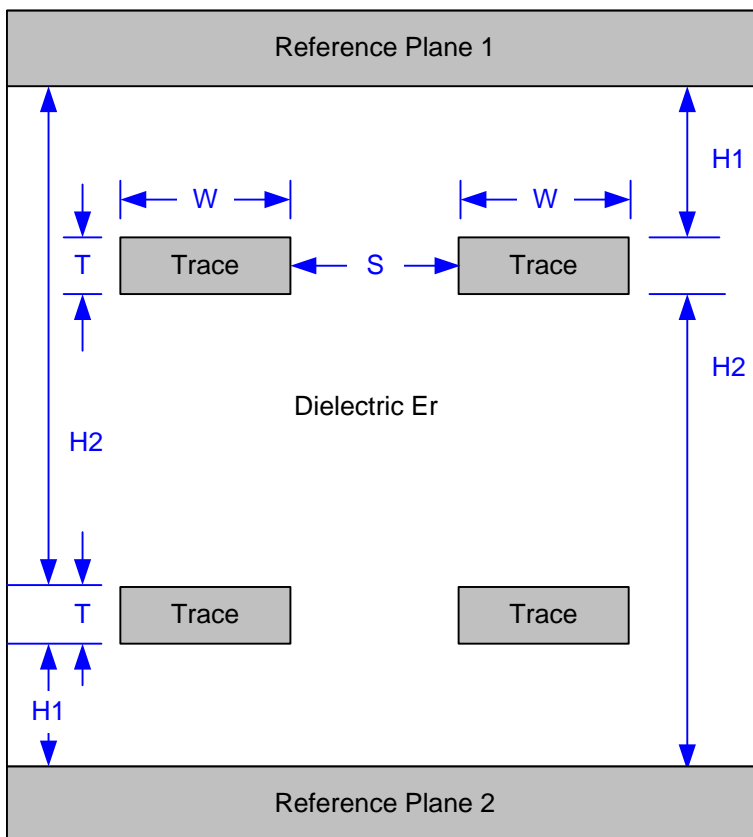 Reference Plane 1
H1
W W
T Trace S Trace
H2
Dielectric Er
H2
T Trace Trace
H1
Reference Plane 2